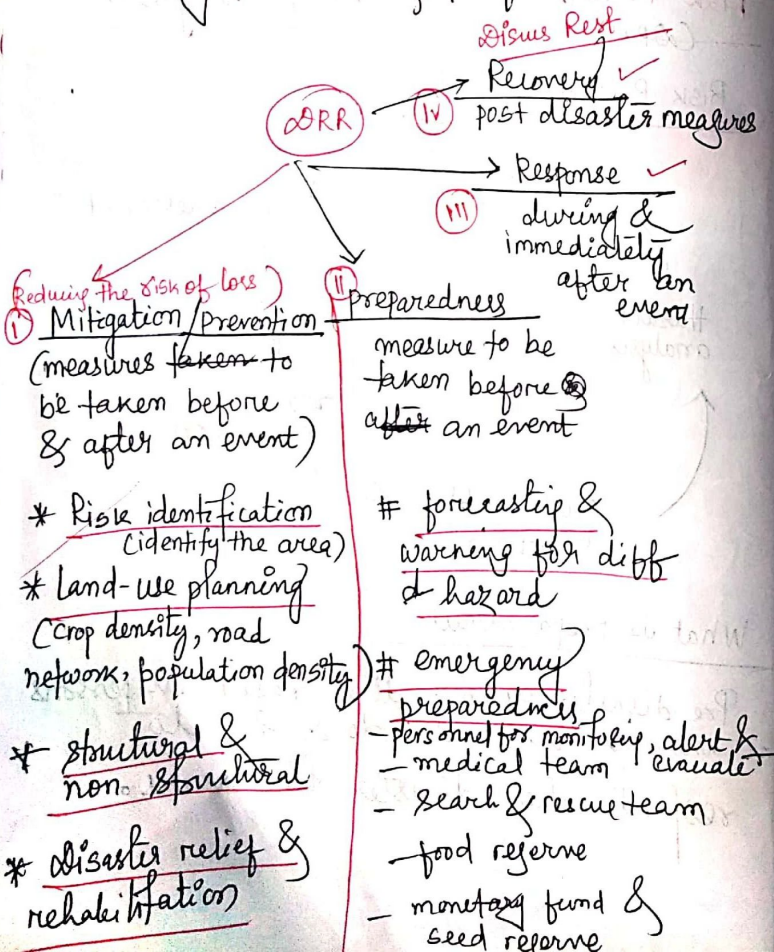 Disuss Rest
Recovery ✓
IV
post disaster measures
DRR
Response ✓
III
during &
immediately
after an
event
(Reducing the risk of loss)
i Mitigation/Prevention
(measures taken to
be taken before
& after an event)
* Risk identification
(identify the area)
* Land-use planning
(crop density, road
network, population density)
* structural &
non structural
* Disaster relief &
rehabilitation
II preparedness
measure to be
taken before &
after an event
# forecasting &
warning for diff
hazard
# emergency
preparedness
- personnel for monitoring, alert &
evauate
- medical team
- search & rescue team
- food reserve
- monetary fund &
seed reserve
analysis
What